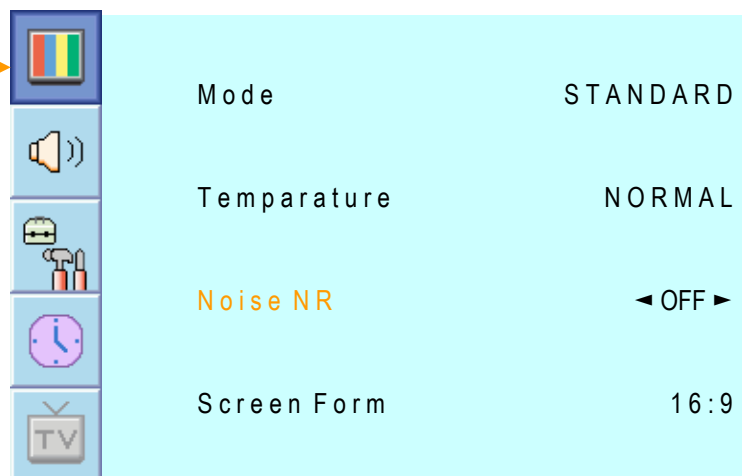 Mode STANDARD
Temparature NORMAL
Noise NR ◄ OFF ►
Screen Form 16:9
TV